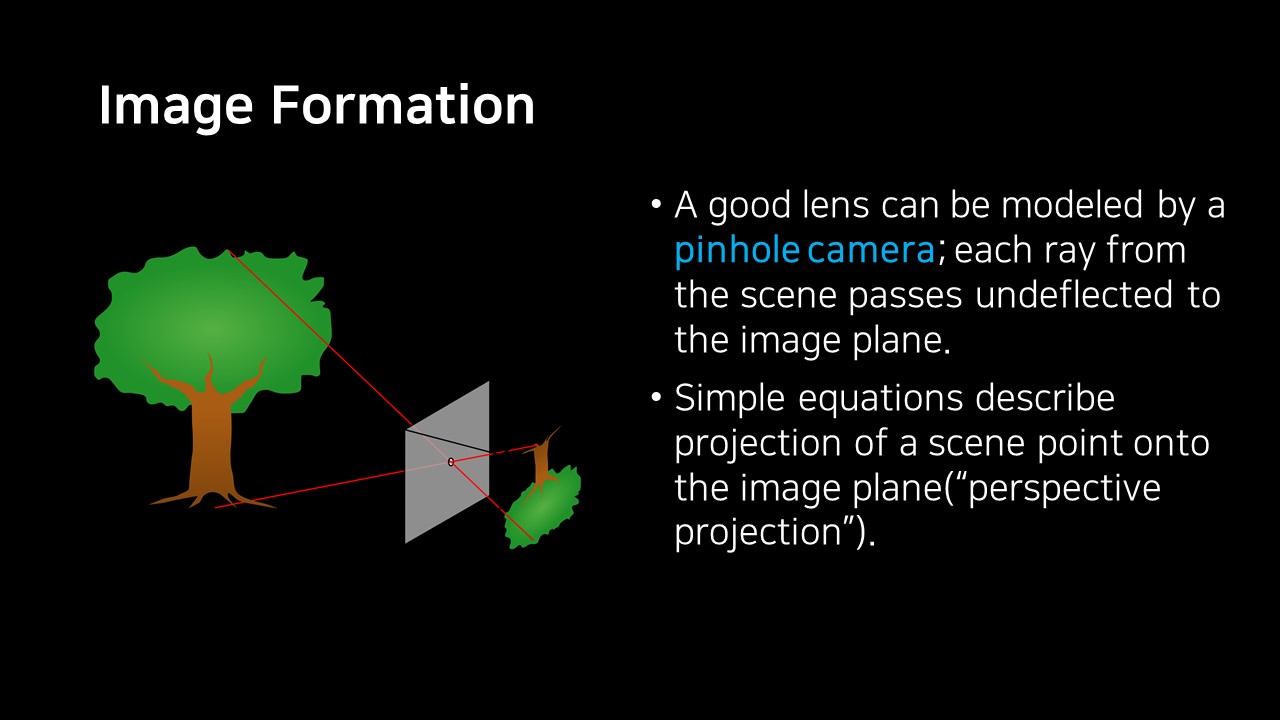 Image Formation
• A good lens can be modeled by a
pinhole camera; each ray from
the scene passes undeflected to
the image plane.
• Simple equations describe
projection of a scene point onto
the image plane(“perspective
projection”).